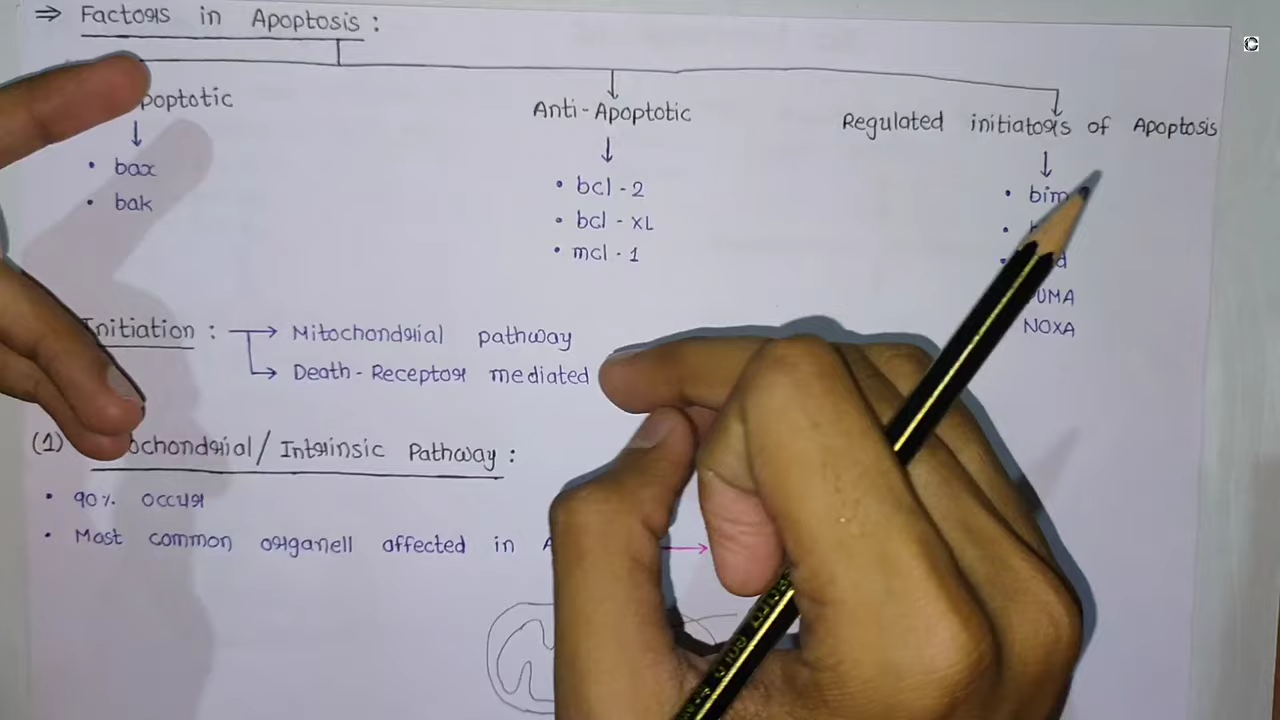 ⇒ Factors in Apoptosis :
poptotic
Anti-Apoptotic
Regulated initiators of Apoptosis
• bax
• bak
• bcl - 2
• bcl - XL
• mcl - 1
• bim
UMA
NOXA
Initiation : → Mitochondrial pathway
→ Death-Receptor mediated
(1) ochondrial/Intrinsic Pathway :
• 90% occur
• Most common organell affected in A